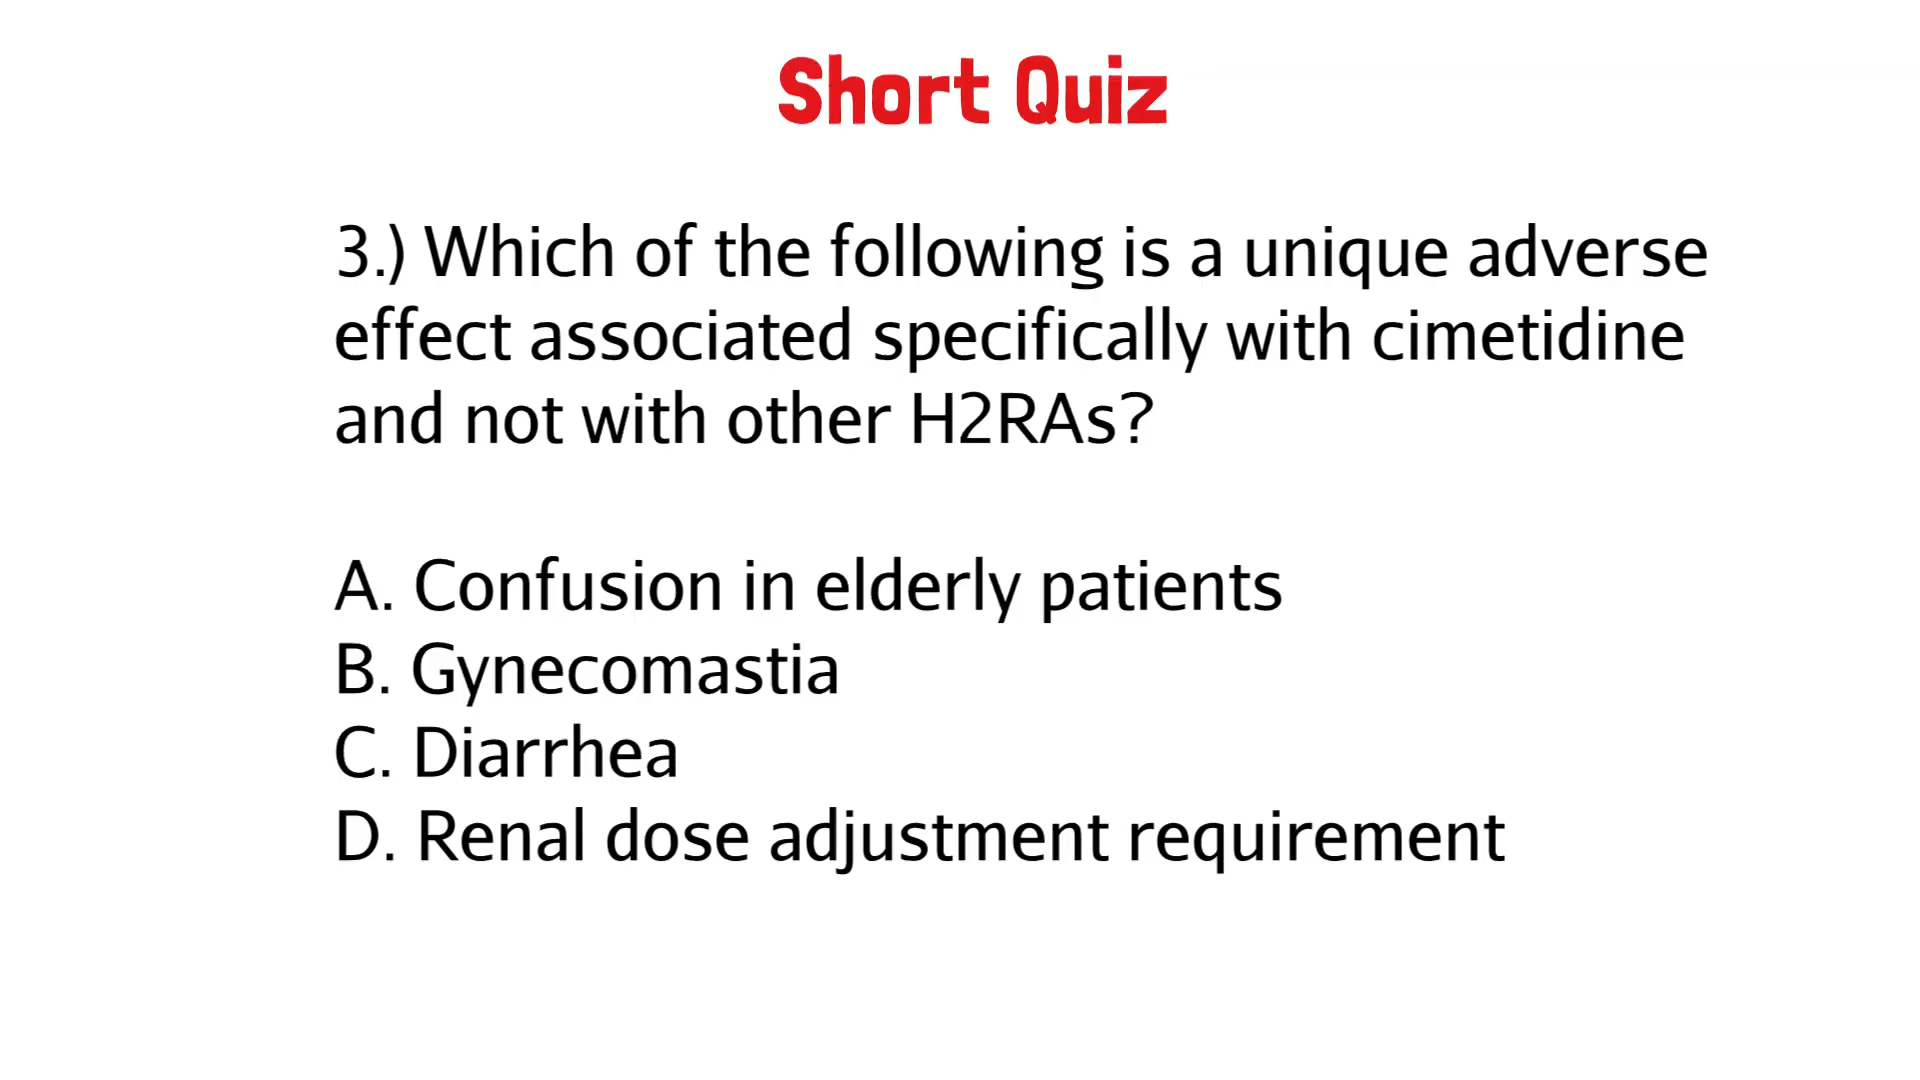 Short Quiz
3.) Which of the following is a unique adverse
effect associated specifically with cimetidine
and not with other H2RAs?
A. Confusion in elderly patients
B. Gynecomastia
C. Diarrhea
D. Renal dose adjustment requirement